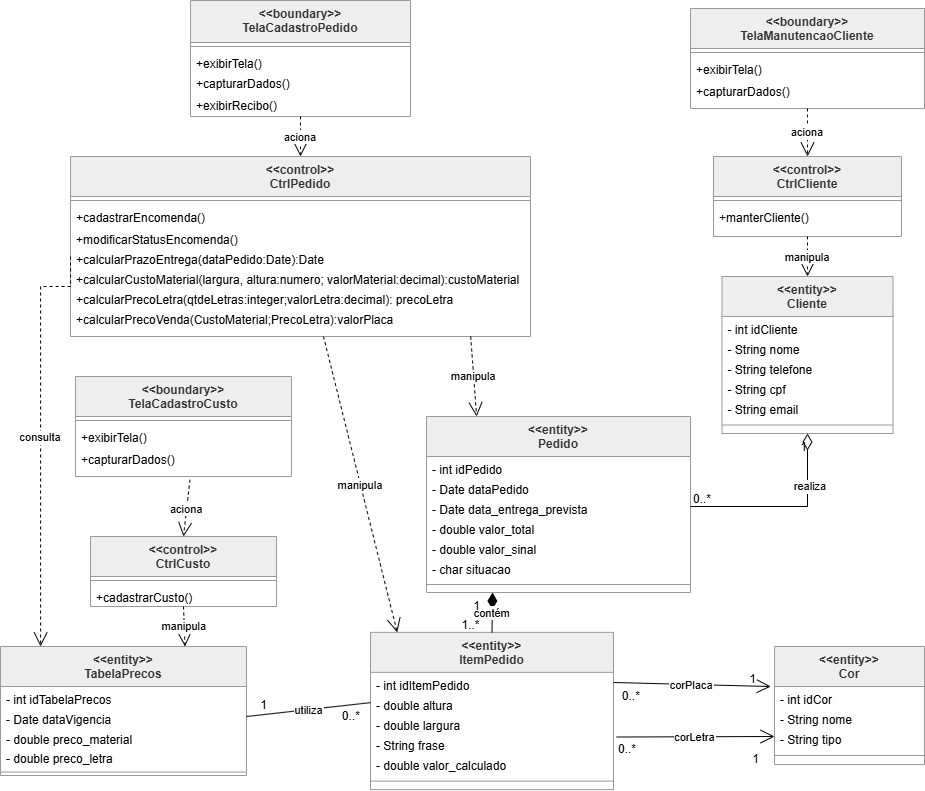 <<boundary>>
TelaCadastroPedido
+exibirTela()
+capturarDados()
+exibirRecibo()
<<boundary>>
TelaManutencaoCliente
+exibirTela()
+capturarDados()
aciona
aciona
<<control>>
CtrlPedido
+cadastrarEncomenda()
+modificarStatusEncomenda()
+calcularPrazoEntrega(dataPedido:Date):Date
+calcularCustoMaterial(largura, altura:numero; valorMaterial:decimal):custoMaterial
+calcularPrecoLetra(qtdeLetras:integer;valorLetra:decimal): precoLetra
+calcularPrecoVenda(CustoMaterial;PrecoLetra):valorPlaca
<<control>>
CtrlCliente
+manterCliente()
manipula
<<entity>>
Cliente
- int idCliente
- String nome
- String telefone
- String cpf
- String email
manipula
<<boundary>>
TelaCadastroCusto
+exibirTela()
+capturarDados()
consulta
manipula
aciona
<<entity>>
Pedido
- int idPedido
- Date dataPedido
- Date data_entrega_prevista
- double valor_total
- double valor_sinal
- char situacao
1
realiza
0..*
<<control>>
CtrlCusto
+cadastrarCusto()
manipula
1
contém
1..*
<<entity>>
TabelaPrecos
- int idTabelaPrecos
- Date dataVigencia
- double preco_material
- double preco_letra
1
utiliza
0..*
<<entity>>
ItemPedido
- int idItemPedido
- double altura
- double largura
- String frase
- double valor_calculado
corPlaca
1
0..*
corLetra
0..*
1
<<entity>>
Cor
- int idCor
- String nome
- String tipo